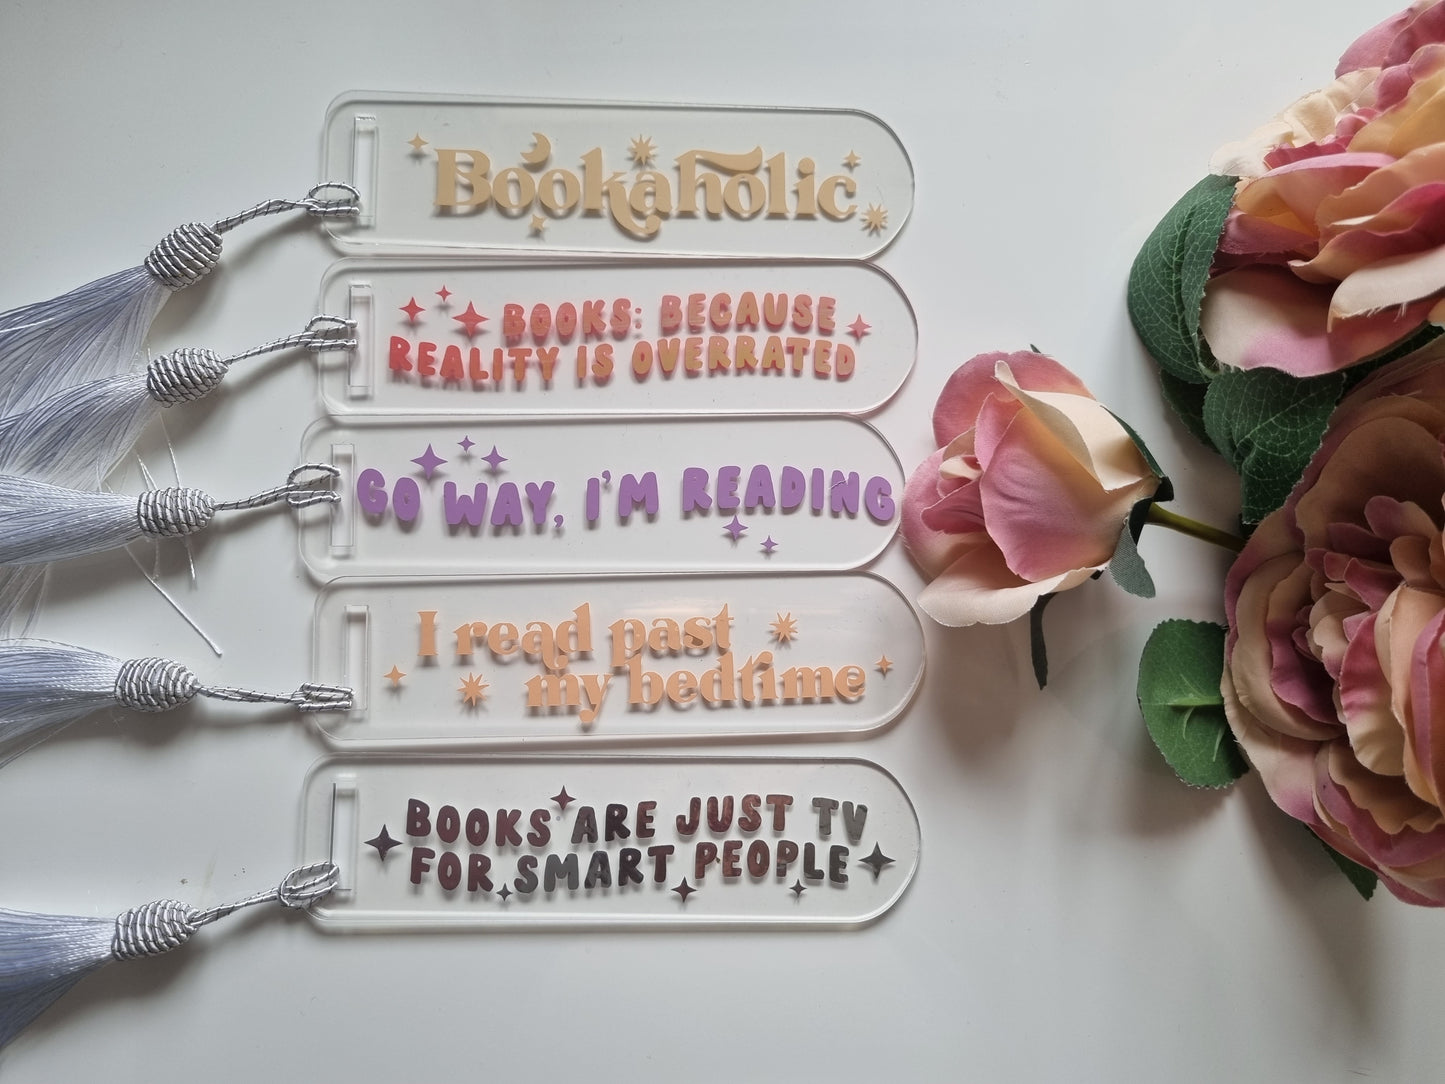 Bookaholic
BOOKS: BECAUSE
REALITY IS OVERRATED
GO WAY, I'M READING
I read past
my bedtime
BOOKS ARE JUST TV
FOR SMART PEOPLE